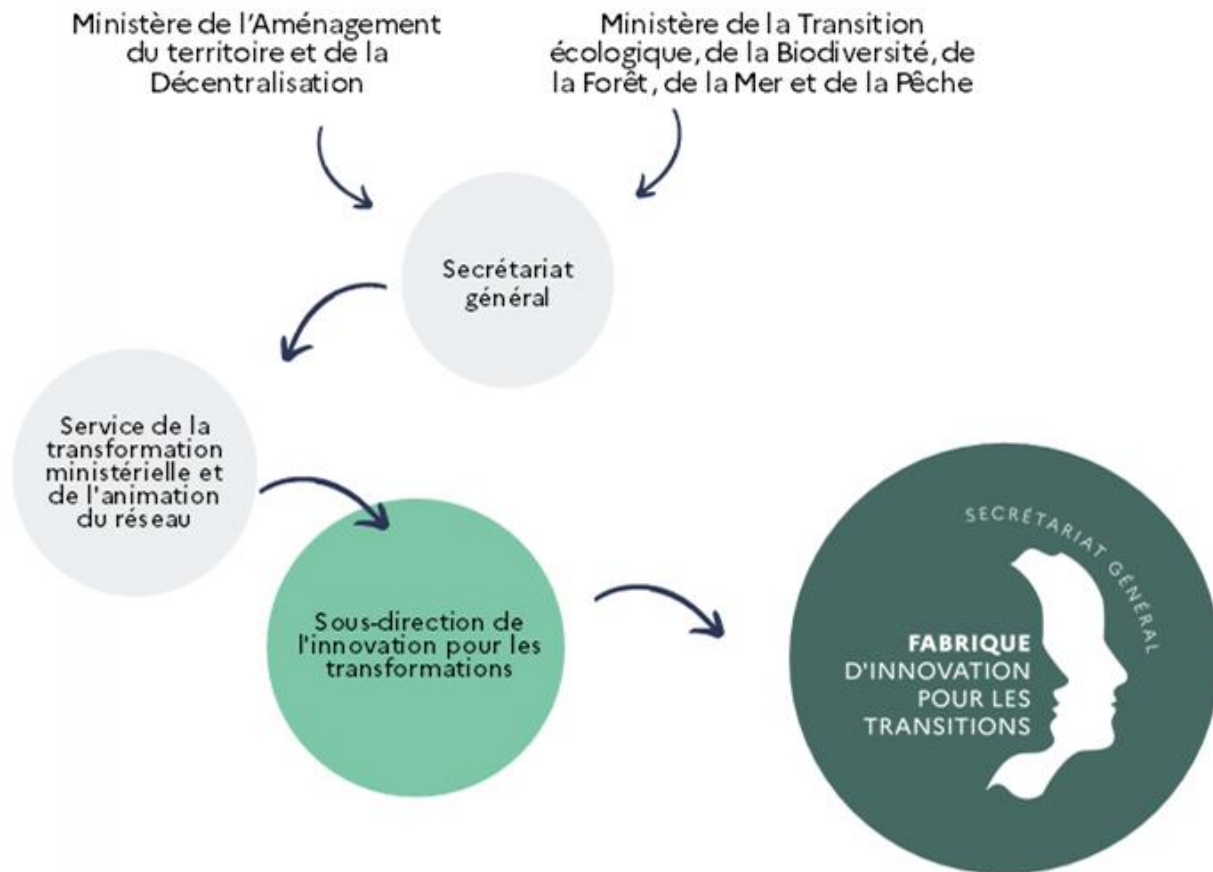 Ministère de l'Aménagement
du territoire et de la
Décentralisation
Ministère de la Transition
écologique, de la Biodiversité, de
la Forêt, de la Mer et de la Pêche
Secrétariat
général
Service de la
transformation
ministérielle et
de l'animation
du réseau
Sous-direction de
l'innovation pour les
transformations
SECRÉTARIAT GÉNÉRAL
FABRIQUE
D'INNOVATION
POUR LES
TRANSITIONS